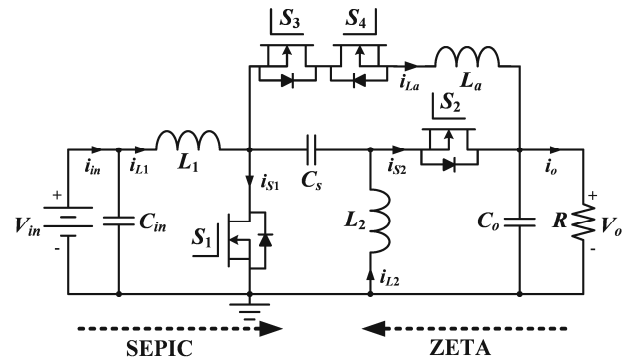 S3 S4
iLa La
S2
iin iL1 L1 Cs iS2 io
iS1
+ +
Vin Cin S1 L2 Co R Vo
- -
iL2
SEPIC ZETA